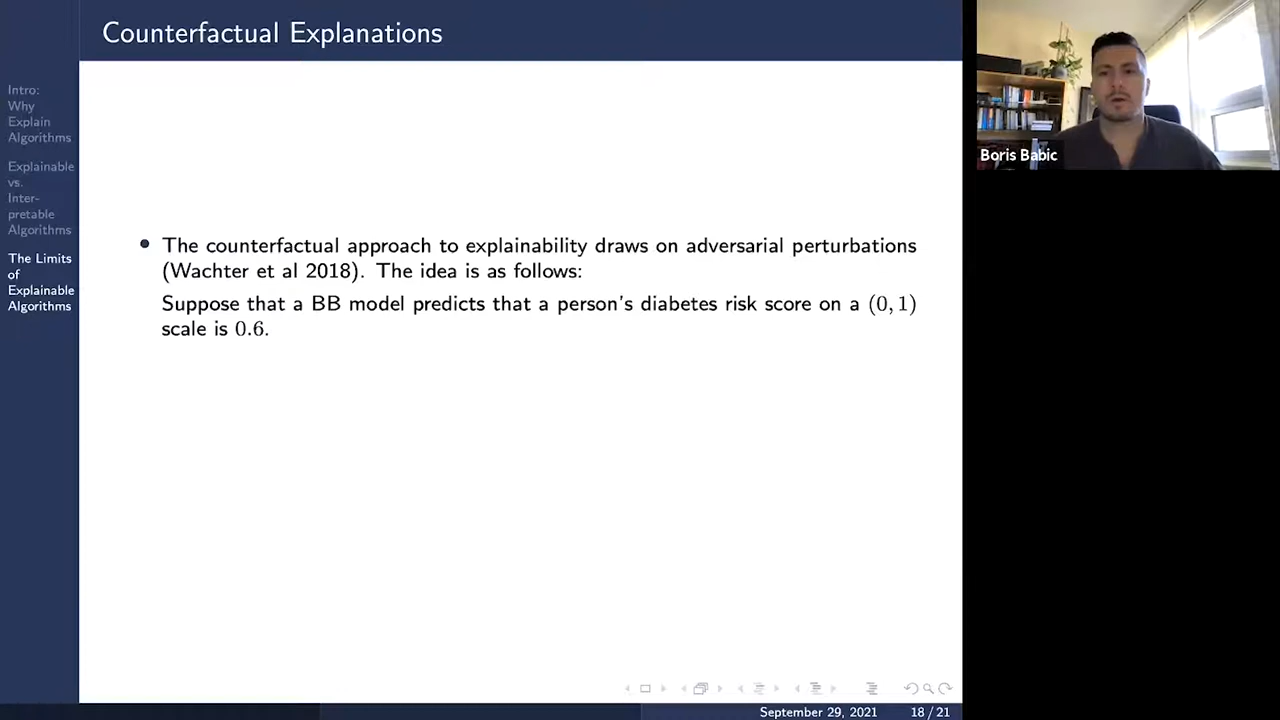 Counterfactual Explanations
Intro:
Why
Explain
Algorithms
Explainable
vs.
Inter-
pretable
Algorithms
The Limits
of
Explainable
Algorithms
• The counterfactual approach to explainability draws on adversarial perturbations
(Wachter et al 2018). The idea is as follows:
Suppose that a BB model predicts that a person's diabetes risk score on a (0, 1)
scale is 0.6.
Boris Babic
September 29, 2021 18 / 21